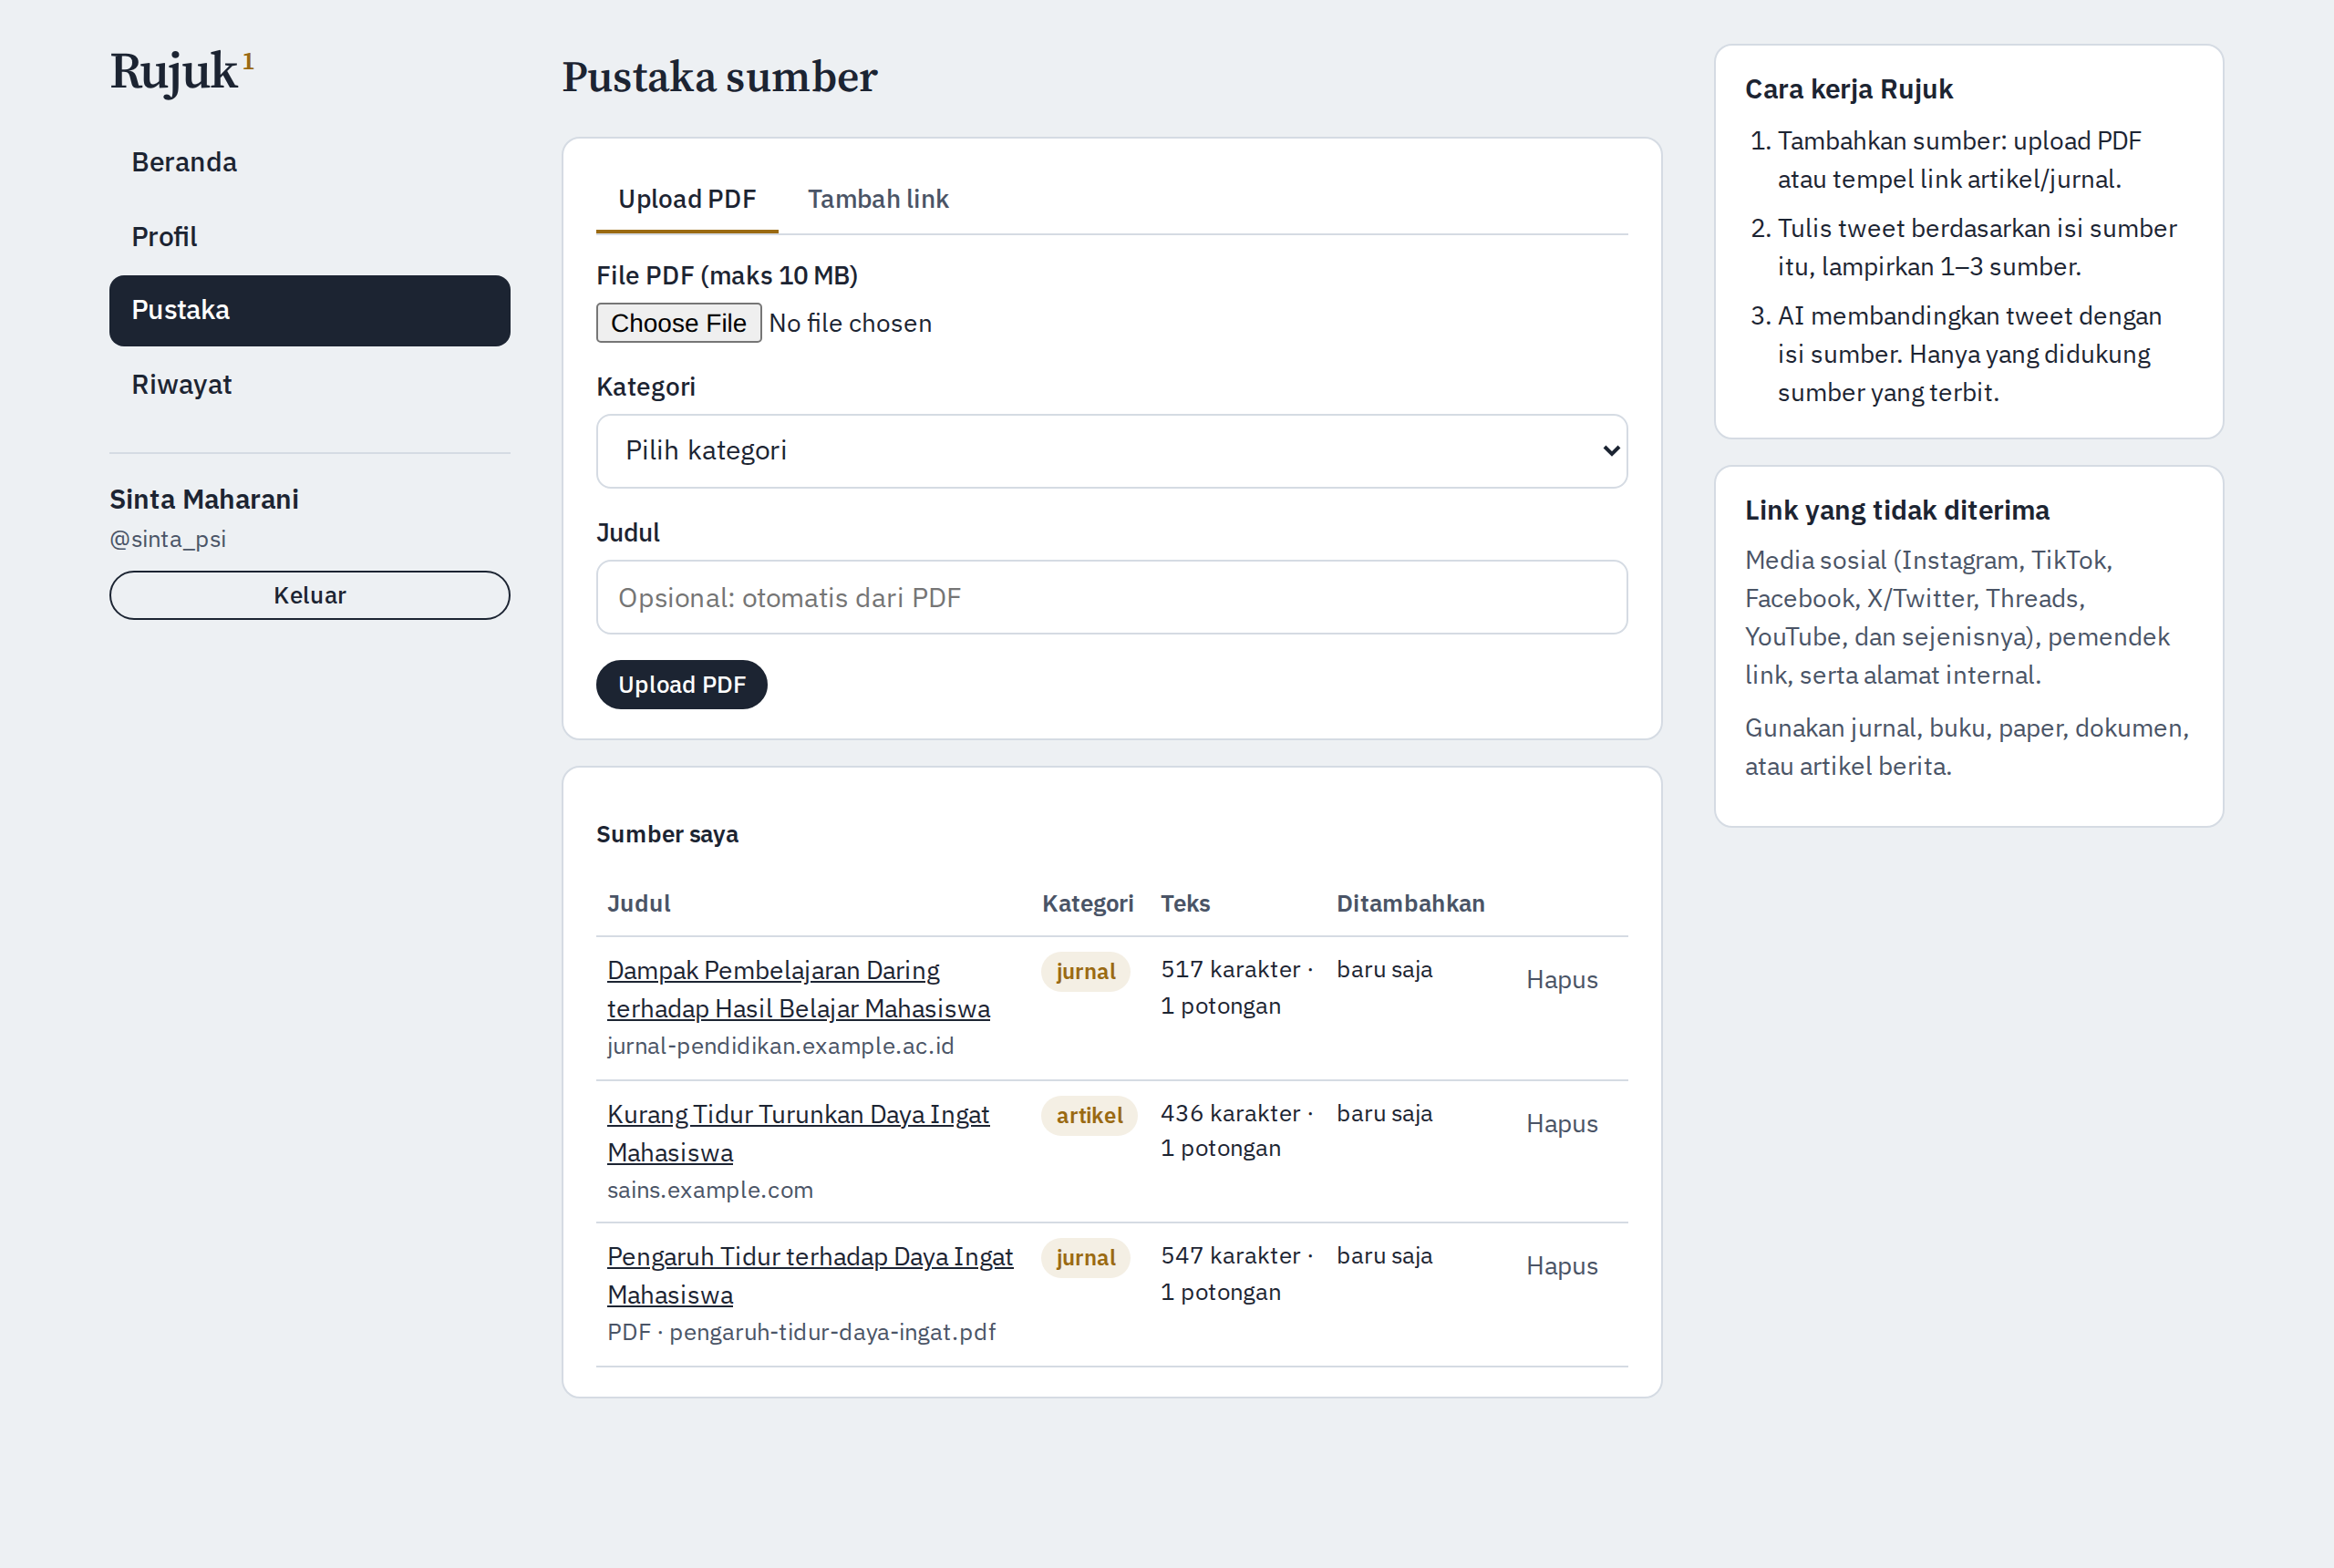 Rujuk¹
Beranda
Profil
Pustaka
Riwayat
Sinta Maharani
@sinta_psi
Keluar
Pustaka sumber
Upload PDF
Tambah link
File PDF (maks 10 MB)
Choose File No file chosen
Kategori
Pilih kategori
Judul
Opsional: otomatis dari PDF
Upload PDF
Sumber saya
Judul Kategori Teks Ditambahkan
Dampak Pembelajaran Daring
terhadap Hasil Belajar Mahasiswa
jurnal-pendidikan.example.ac.id
jurnal
517 karakter ·
1 potongan
baru saja
Hapus
Kurang Tidur Turunkan Daya Ingat
Mahasiswa
sains.example.com
artikel
436 karakter ·
1 potongan
baru saja
Hapus
Pengaruh Tidur terhadap Daya Ingat
Mahasiswa
PDF · pengaruh-tidur-daya-ingat.pdf
jurnal
547 karakter ·
1 potongan
baru saja
Hapus
Cara kerja Rujuk
1. Tambahkan sumber: upload PDF
atau tempel link artikel/jurnal.
2. Tulis tweet berdasarkan isi sumber
itu, lampirkan 1–3 sumber.
3. AI membandingkan tweet dengan
isi sumber. Hanya yang didukung
sumber yang terbit.
Link yang tidak diterima
Media sosial (Instagram, TikTok,
Facebook, X/Twitter, Threads,
YouTube, dan sejenisnya), pemendek
link, serta alamat internal.
Gunakan jurnal, buku, paper, dokumen,
atau artikel berita.